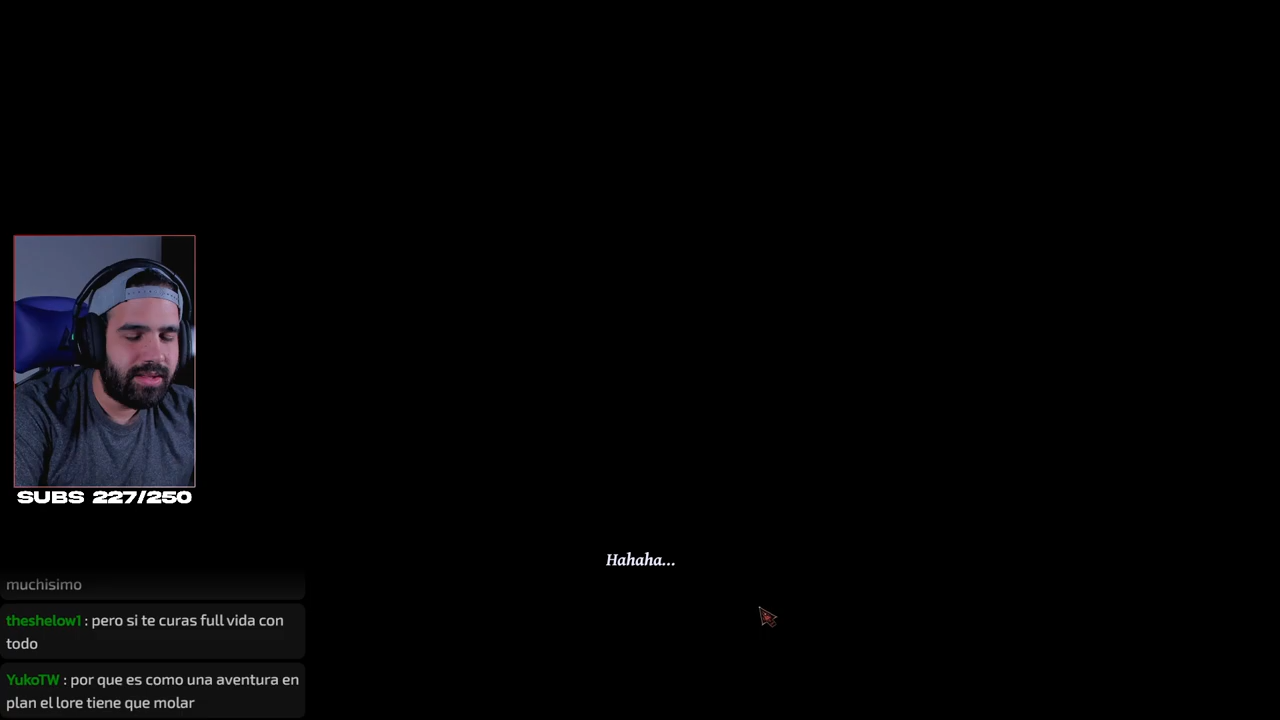 SUBS 227/250
Hahaha...
muchisimo
theshelow1 : pero si te curas full vida con
todo
YukoTW : por que es como una aventura en
plan el lore tiene que molar